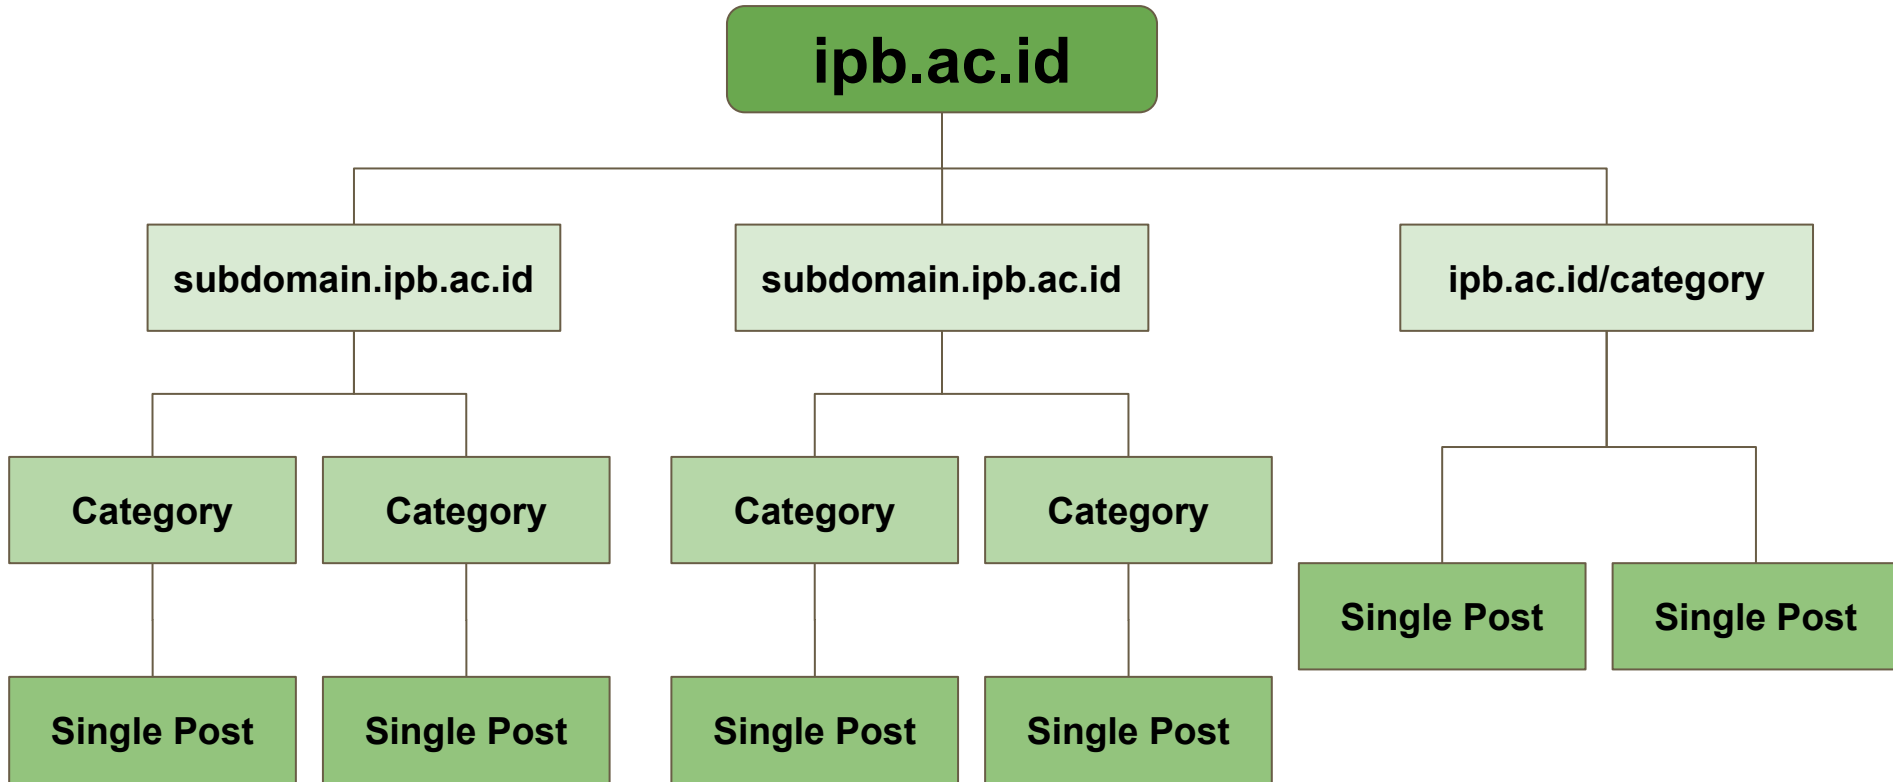 ipb.ac.id
subdomain.ipb.ac.id
subdomain.ipb.ac.id
ipb.ac.id/category
Category
Category
Category
Category
Single Post
Single Post
Single Post
Single Post
Single Post
Single Post